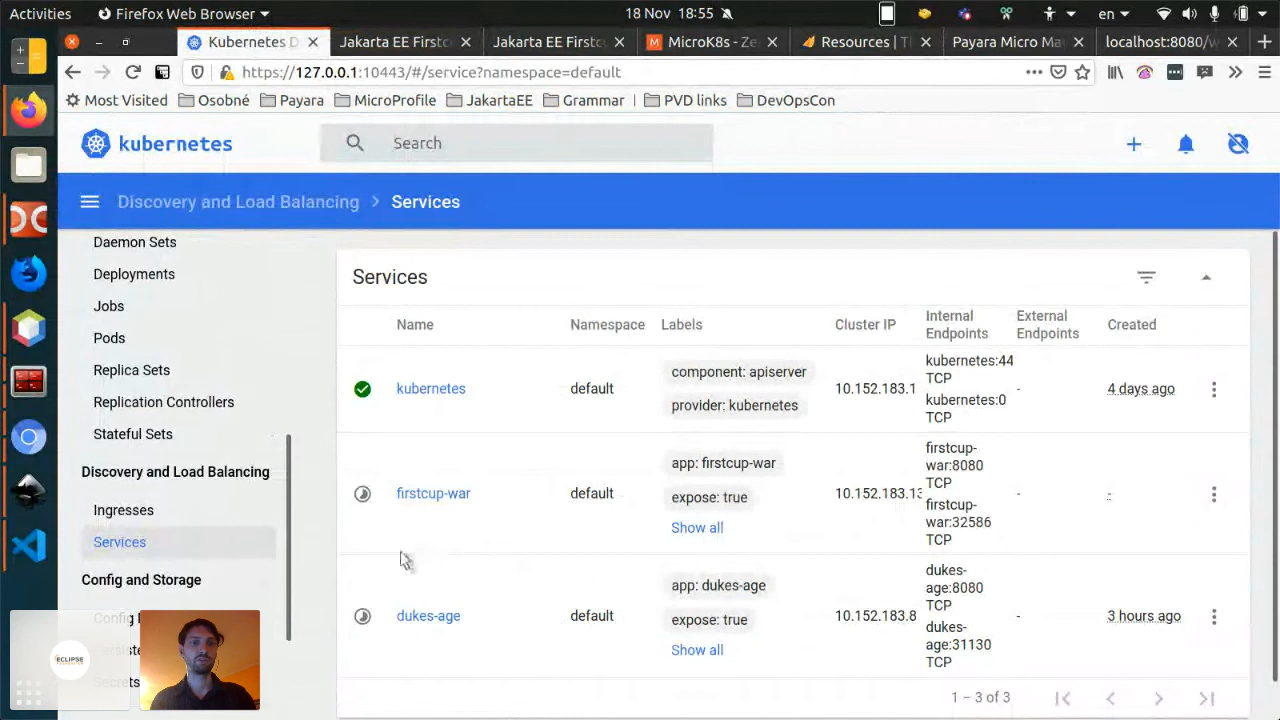 Activities
Firefox Web Browser
18 Nov 18:55
en
Kubernetes D
Jakarta EE Firstc
Jakarta EE Firstc
MicroK8s - Ze
Resources | T
Payara Micro Ma
localhost:8080/w
https://127.0.0.1:10443/#/service?namespace=default
Most Visited
Osobné
Payara
MicroProfile
JakartaEE
Grammar
PVD links
DevOpsCon
kubernetes
Search
Discovery and Load Balancing > Services
Daemon Sets
Deployments
Jobs
Pods
Replica Sets
Replication Controllers
Stateful Sets
Discovery and Load Balancing
Ingresses
Services
Config and Storage
Services
Name Namespace Labels Cluster IP Internal Endpoints External Endpoints Created
kubernetes
default
component: apiserver
provider: kubernetes
10.152.183.1
kubernetes:44
TCP
kubernetes:0
TCP
-
4 days ago
firstcup-war
default
app: firstcup-war
expose: true
Show all
10.152.183.13
firstcup-
war:8080
TCP
firstcup-
war:32586
TCP
-
-
dukes-age
default
app: dukes-age
expose: true
Show all
10.152.183.8
dukes-
age:8080
TCP
dukes-
age:31130
TCP
-
3 hours ago
1 – 3 of 3
ECLIPSE